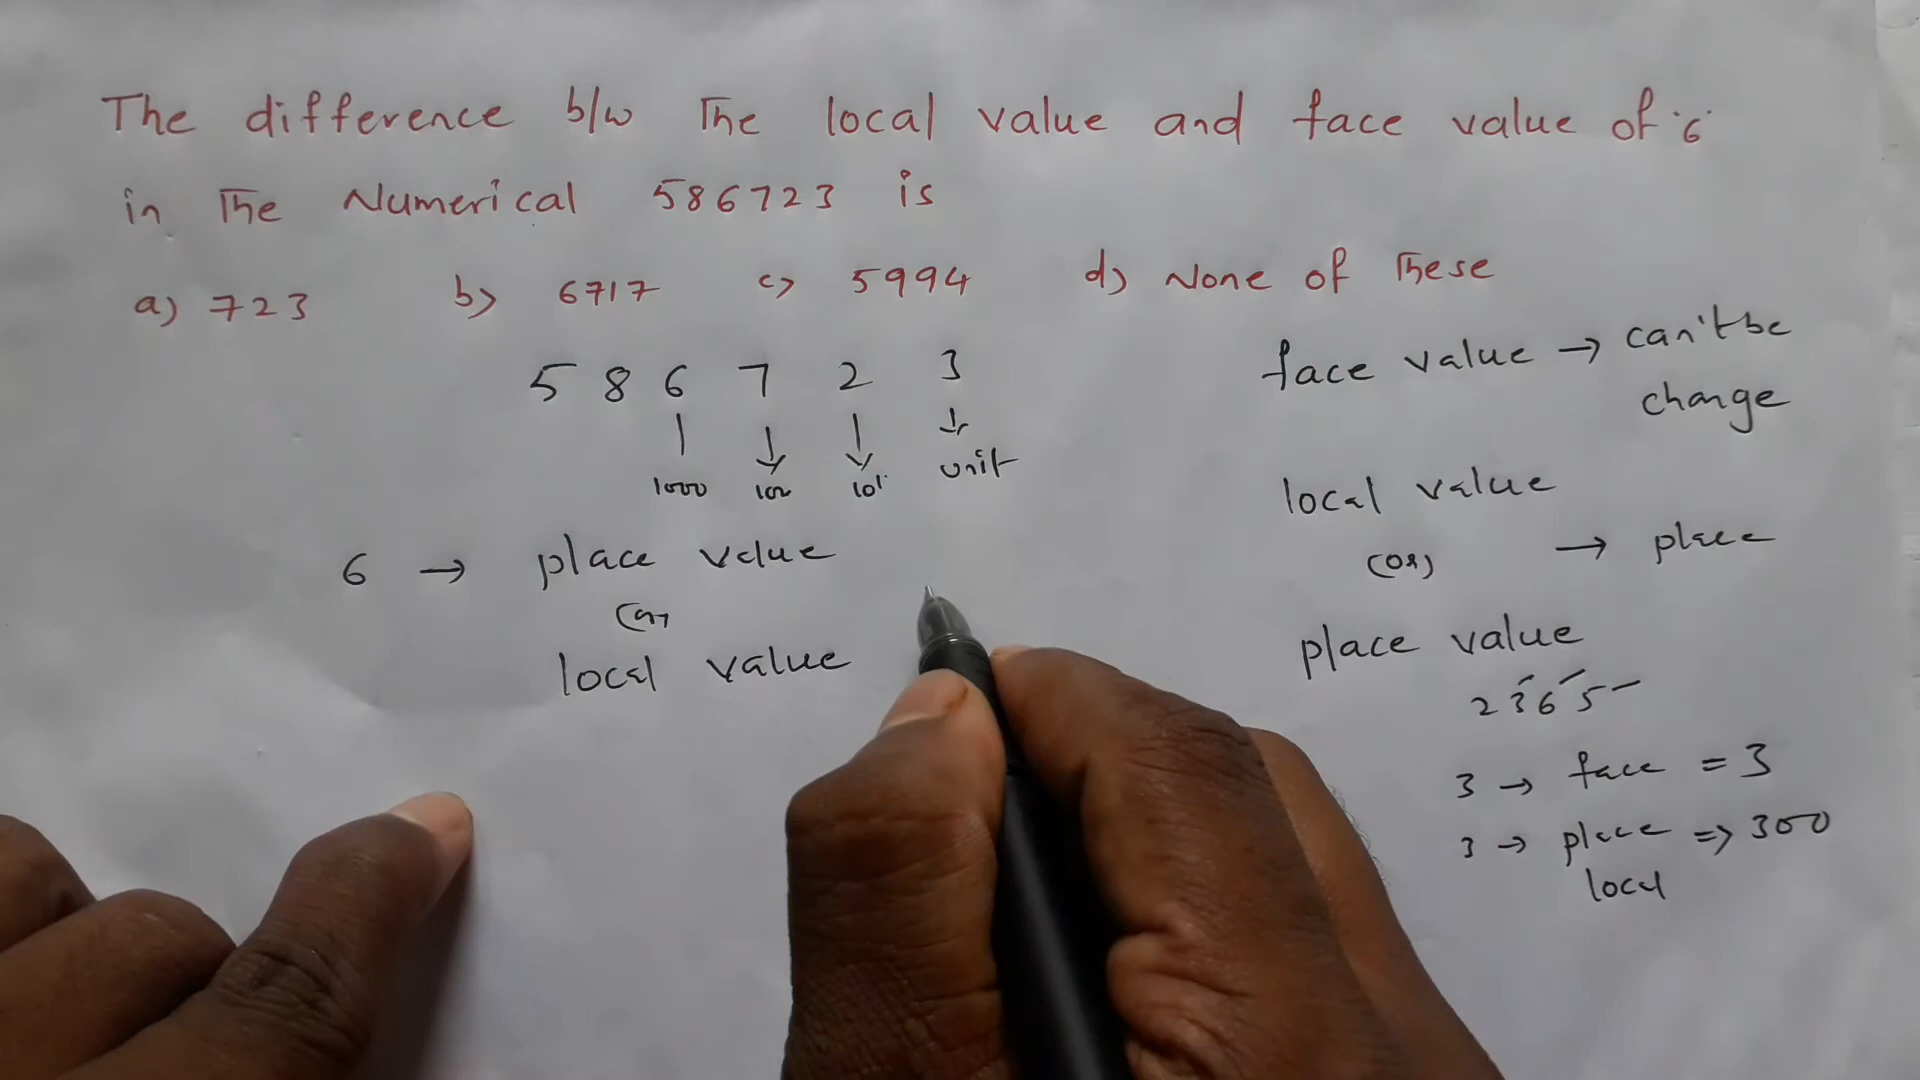 The difference b/w The local value and face value of '6'
in The Numerical 586723 is
a) 723 b) 6717 c) 5994 d) None of These
5 8 6 7 2 3
1000 100 10's unit
6 → place value
(or)
local value
face value → can't be
change
local value
(or) → place
place value
2365
3 → face = 3
3 → place => 300
local